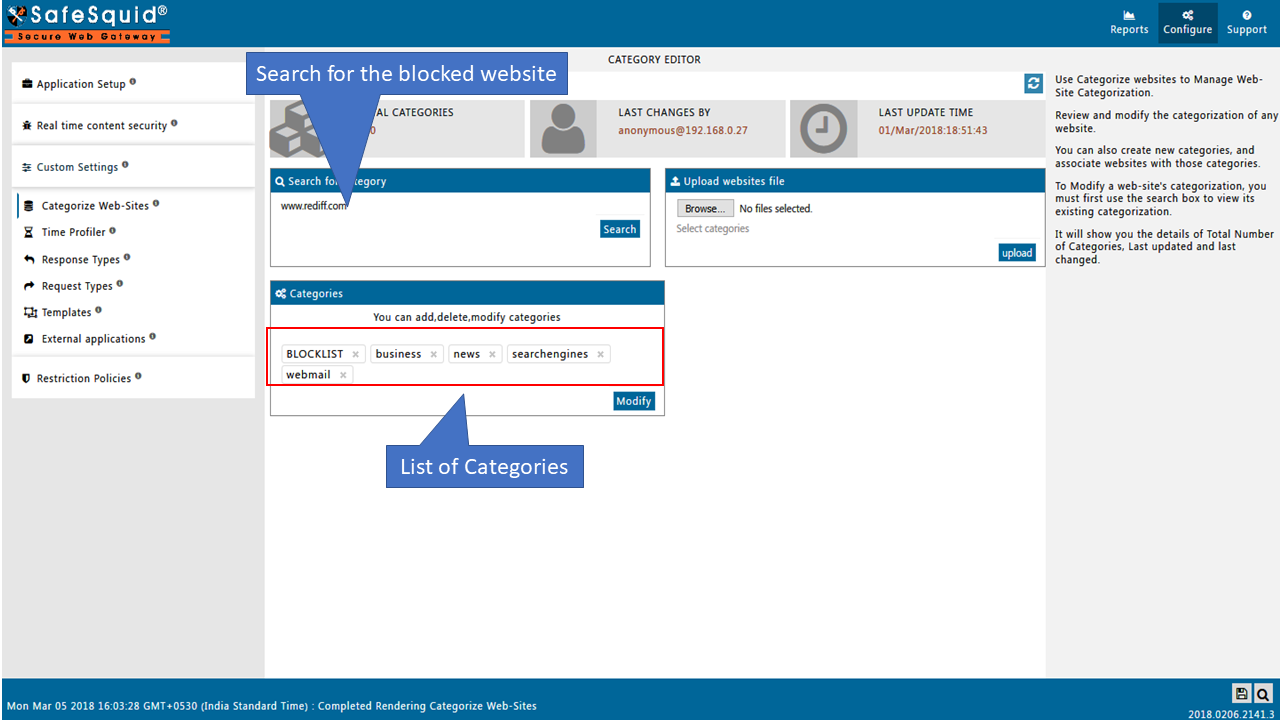 SafeSquid®
Secure Web Gateway
Reports
Configure
Support
Application Setup
Real time content security
Custom Settings
Categorize Web-Sites
Time Profiler
Response Types
Request Types
Templates
External applications
Restriction Policies
Search for the blocked website
CATEGORY EDITOR
CATEGORIES
LAST CHANGES BY
anonymous@192.168.0.27
LAST UPDATE TIME
01/Mar/2018:18:51:43
Search for
www.rediff.com
Search
Upload websites file
Browse... No files selected.
Select categories
upload
Categories
You can add,delete,modify categories
BLOCKLIST × business × news × searchengines ×
webmail ×
Modify
List of Categories
Use Categorize websites to Manage Web-
Site Categorization.
Review and modify the categorization of any
website.
You can also create new categories, and
associate websites with those categories.
To Modify a web-site's categorization, you
must first use the search box to view its
existing categorization.
It will show you the details of Total Number
of Categories, Last updated and last
changed.
Mon Mar 05 2018 16:03:28 GMT+0530 (India Standard Time) : Completed Rendering Categorize Web-Sites
2018.0206.2141.3